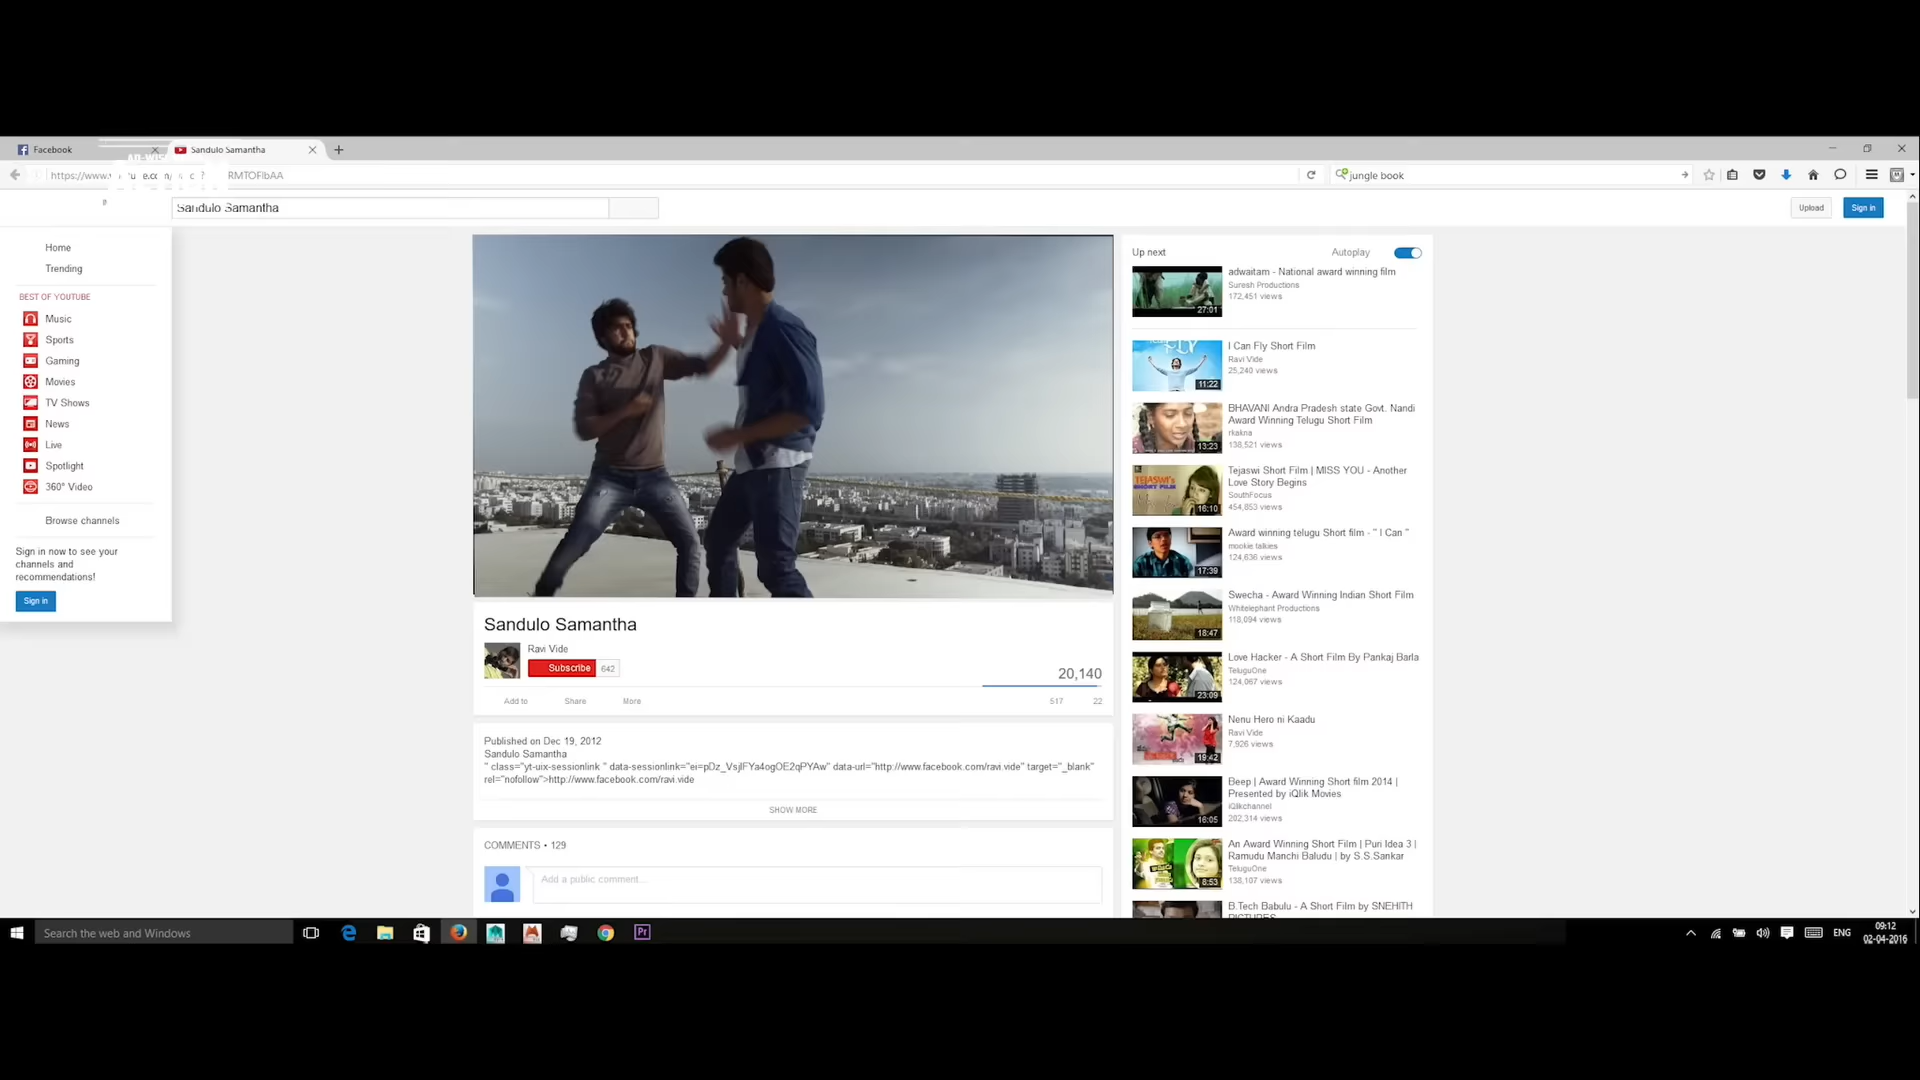 Facebook
Sandulo Samantha
https://www.
RMTOFIbAA
jungle book
Sandulo Samantha
Upload
Sign in
Home
Trending
BEST OF YOUTUBE
Music
Sports
Gaming
Movies
TV Shows
News
Live
Spotlight
360° Video
Browse channels
Sign in now to see your
channels and
recommendations!
Sign in
Sandulo Samantha
Ravi Vide
Subscribe 642
20,140
Add to Share More
517 22
Published on Dec 19, 2012
Sandulo Samantha
" class="yt-uix-sessionlink " data-sessionlink="ei=pDz_VsjlFYa4ogOE2qPYAw" data-url="http://www.facebook.com/ravi.vide" target="_blank"
rel="nofollow">http://www.facebook.com/ravi.vide
SHOW MORE
COMMENTS • 129
Add a public comment...
Up next
Autoplay
adwaitam - National award winning film
Suresh Productions
172,451 views
27:01
I Can Fly Short Film
Ravi Vide
25,240 views
11:22
BHAVANI Andra Pradesh state Govt. Nandi
Award Winning Telugu Short Film
rkakna
138,521 views
13:23
Tejaswi Short Film | MISS YOU - Another
Love Story Begins
SouthFocus
454,853 views
16:10
Award winning telugu Short film - " I Can "
mookie talkies
124,636 views
17:39
Swecha - Award Winning Indian Short Film
Whitelephant Productions
118,094 views
18:47
Love Hacker - A Short Film By Pankaj Barla
TeluguOne
124,067 views
23:09
Nenu Hero ni Kaadu
Ravi Vide
7,926 views
19:42
Beep | Award Winning Short film 2014 |
Presented by iQlik Movies
iQlikchannel
202,314 views
16:05
An Award Winning Short Film | Puri Idea 3 |
Ramudu Manchi Baludu | by S.S.Sankar
TeluguOne
138,107 views
8:53
B.Tech Babulu - A Short Film by SNEHITH
PICTURES
Search the web and Windows
Pr
ENG
09:12
02-04-2016